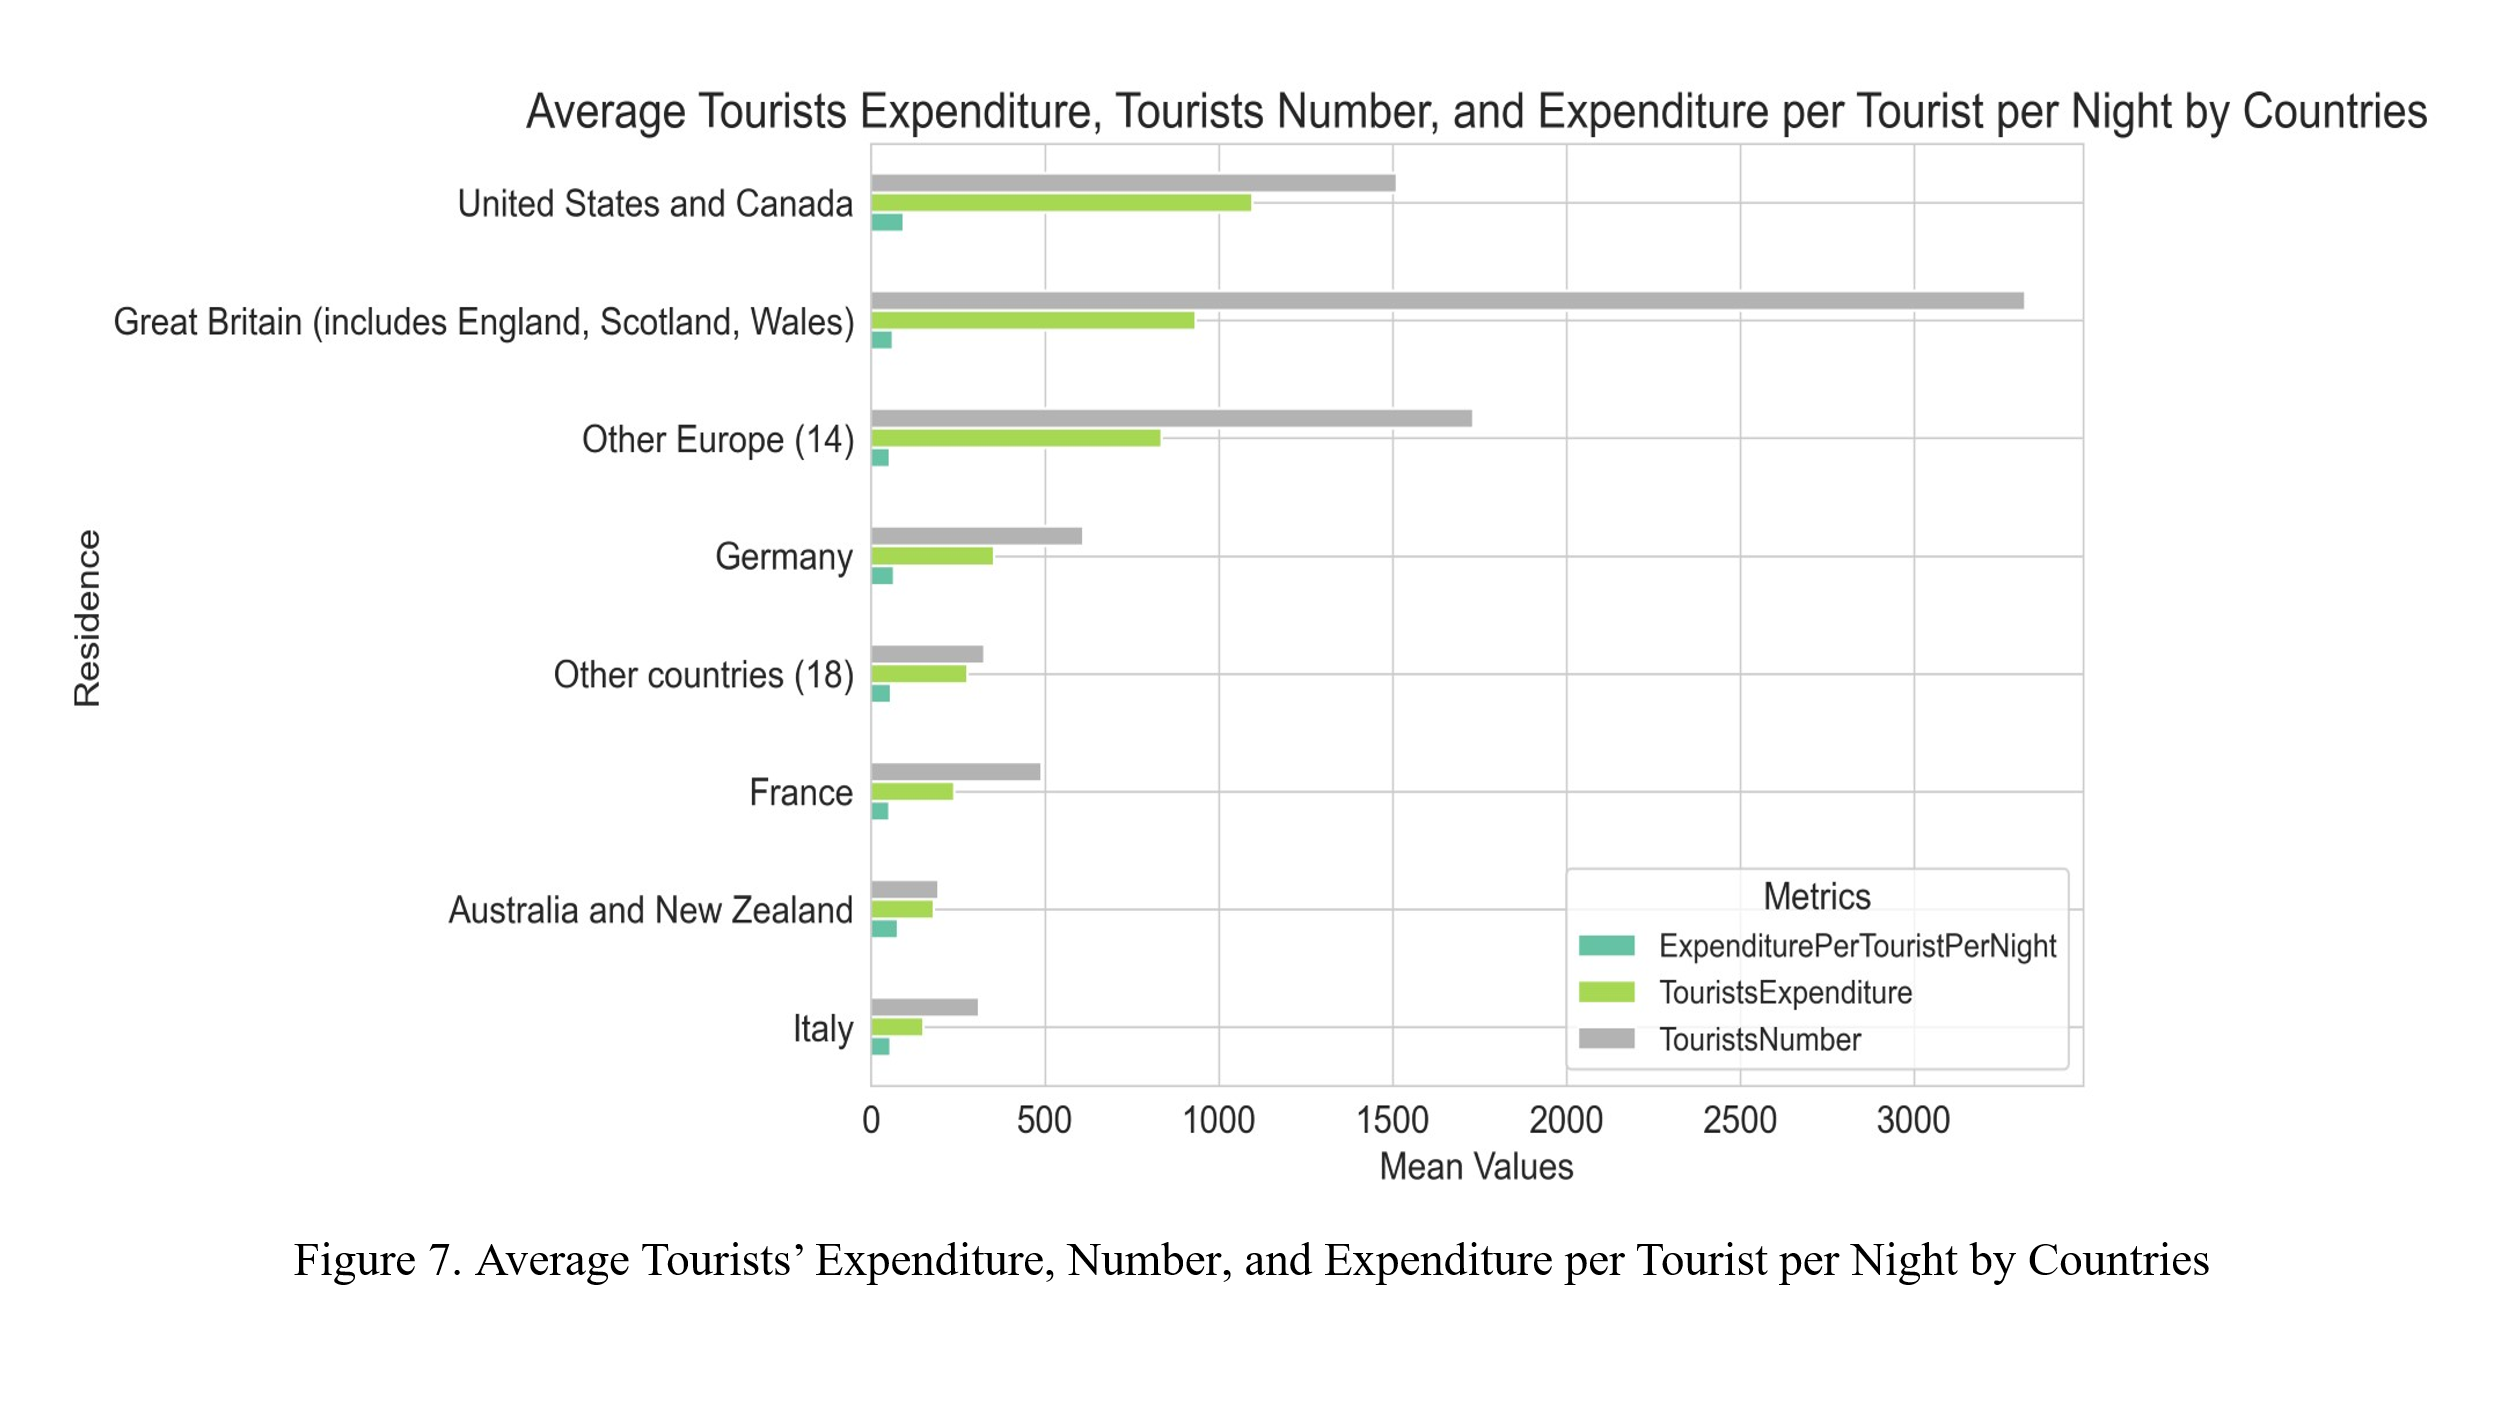 Average Tourists Expenditure, Tourists Number, and Expenditure per Tourist per Night by Countries
United States and Canada
Great Britain (includes England, Scotland, Wales)
Other Europe (14)
Germany
Other countries (18)
France
Australia and New Zealand
Italy
Residence
Metrics
ExpenditurePerTouristPerNight
TouristsExpenditure
TouristsNumber
0 500 1000 1500 2000 2500 3000
Mean Values
Figure 7. Average Tourists’ Expenditure, Number, and Expenditure per Tourist per Night by Countries